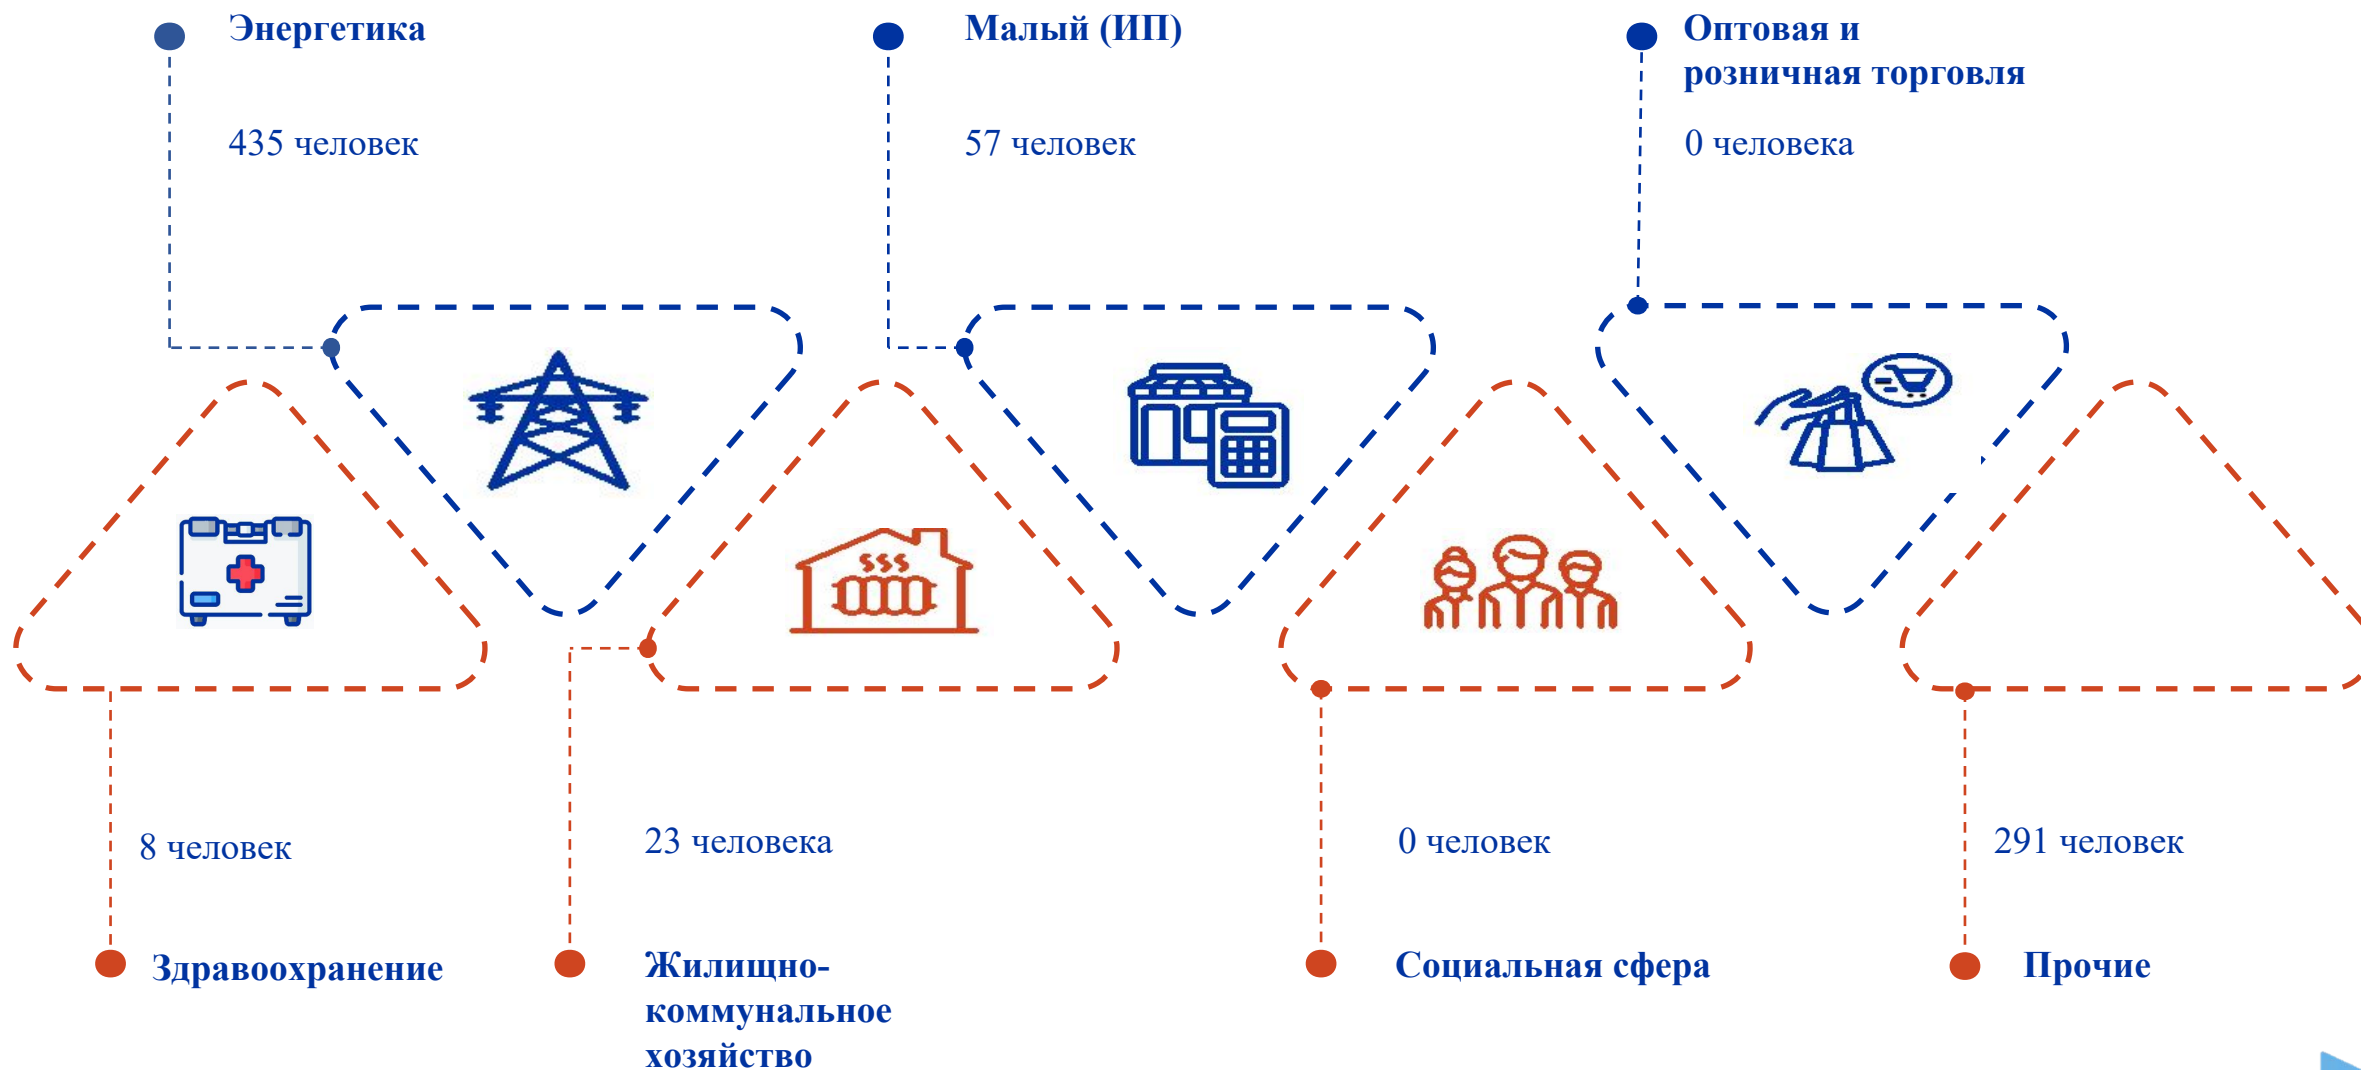 Энергетика
435 человек
Малый (ИП)
57 человек
Оптовая и
розничная торговля
0 человека
8 человек
Здравоохранение
23 человека
Жилищно-
коммунальное
хозяйство
0 человек
Социальная сфера
291 человек
Прочие